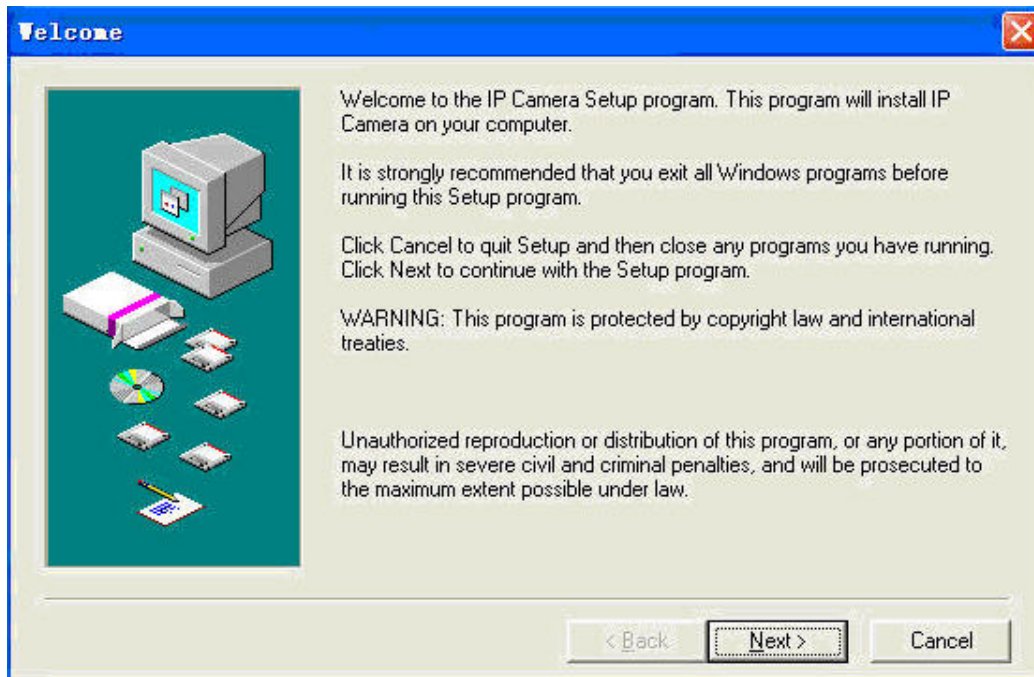 Welcome
Welcome to the IP Camera Setup program. This program will install IP
Camera on your computer.
It is strongly recommended that you exit all Windows programs before
running this Setup program.
Click Cancel to quit Setup and then close any programs you have running.
Click Next to continue with the Setup program.
WARNING: This program is protected by copyright law and international
treaties.
Unauthorized reproduction or distribution of this program, or any portion of it,
may result in severe civil and criminal penalties, and will be prosecuted to
the maximum extent possible under law.
< Back Next > Cancel